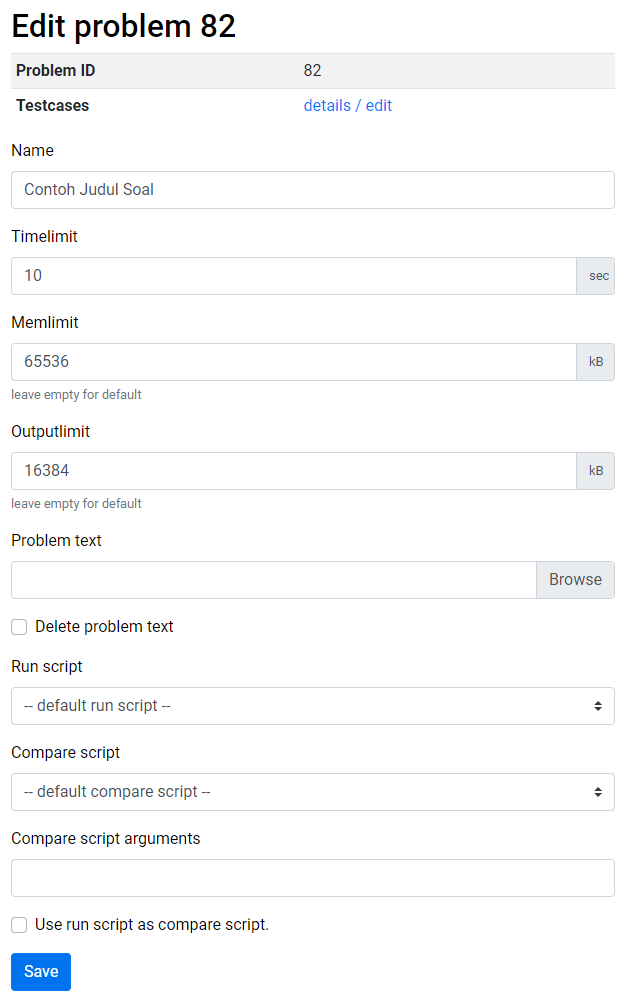 Edit problem 82
Problem ID 82
Testcases details / edit
Name
Contoh Judul Soal
Timelimit
10 sec
Memlimit
65536 kB
leave empty for default
Outputlimit
16384 kB
leave empty for default
Problem text
Browse
Delete problem text
Run script
-- default run script --
Compare script
-- default compare script --
Compare script arguments
Use run script as compare script.
Save